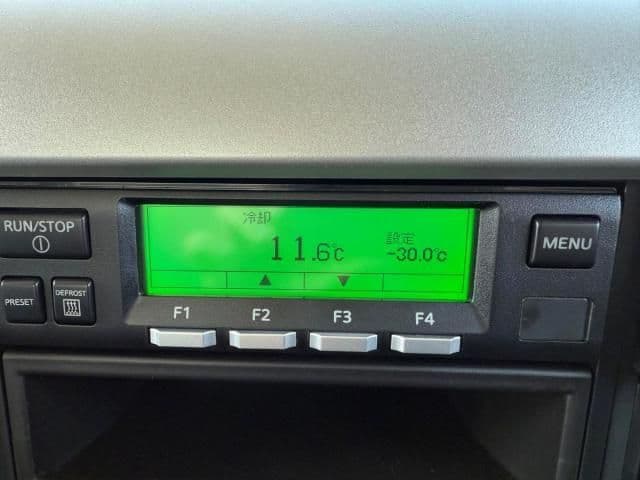 RUN/STOP
PRESET
DEFROST
冷却
11.6℃
設定
-30.0℃
▲ ▼
F1 F2 F3 F4
MENU